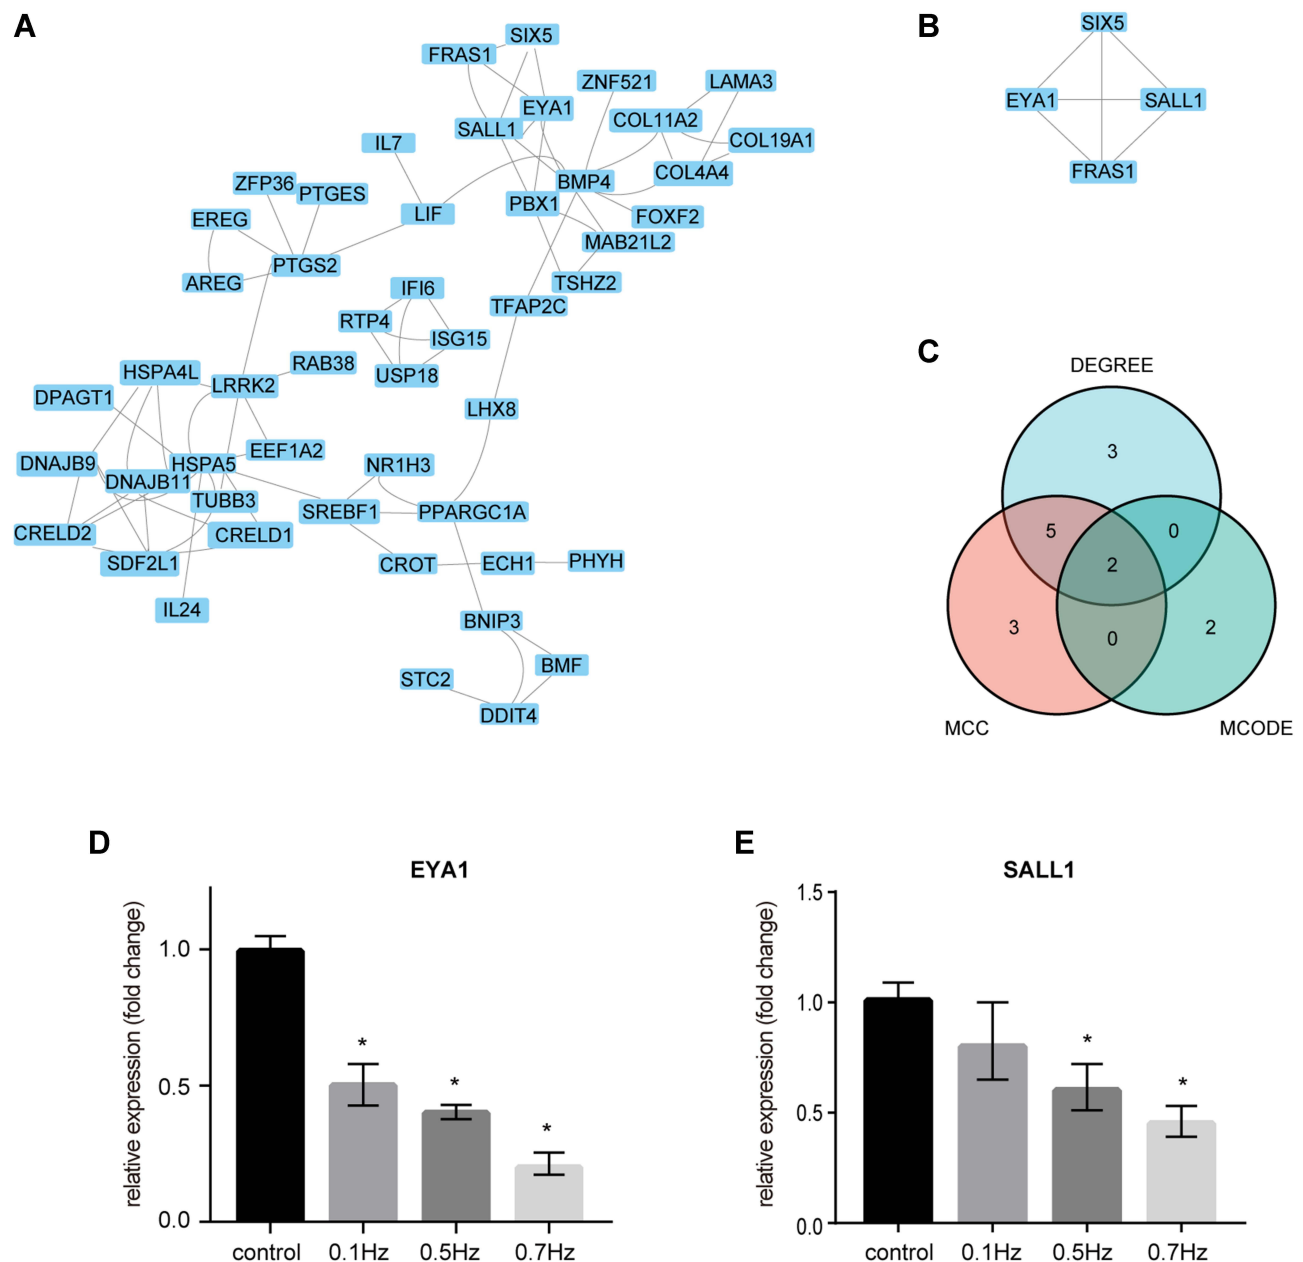 A
SIX5
FRAS1
ZNF521
LAMA3
EYA1
COL11A2
SALL1
COL19A1
IL7
COL4A4
BMP4
ZFP36
PTGES
PBX1
LIF
FOXF2
EREG
MAB21L2
PTGS2
AREG
TSHZ2
IFI6
TFAP2C
RTP4
ISG15
USP18
RAB38
HSPA4L
LRRK2
DPAGT1
LHX8
EEF1A2
DNAJB9
HSPA5
NR1H3
DNAJB11
TUBB3
SREBF1
PPARGC1A
CRELD2
CRELD1
SDF2L1
CROT
ECH1
PHYH
IL24
BNIP3
BMF
STC2
DDIT4
B
SIX5
EYA1
SALL1
FRAS1
C
DEGREE
3
5
0
2
3
0
2
MCC
MCODE
D
EYA1
relative expression (fold change)
1.0
0.5
0.0
*
*
*
control
0.1Hz
0.5Hz
0.7Hz
E
SALL1
relative expression (fold change)
1.5
1.0
0.5
0.0
*
*
control
0.1Hz
0.5Hz
0.7Hz